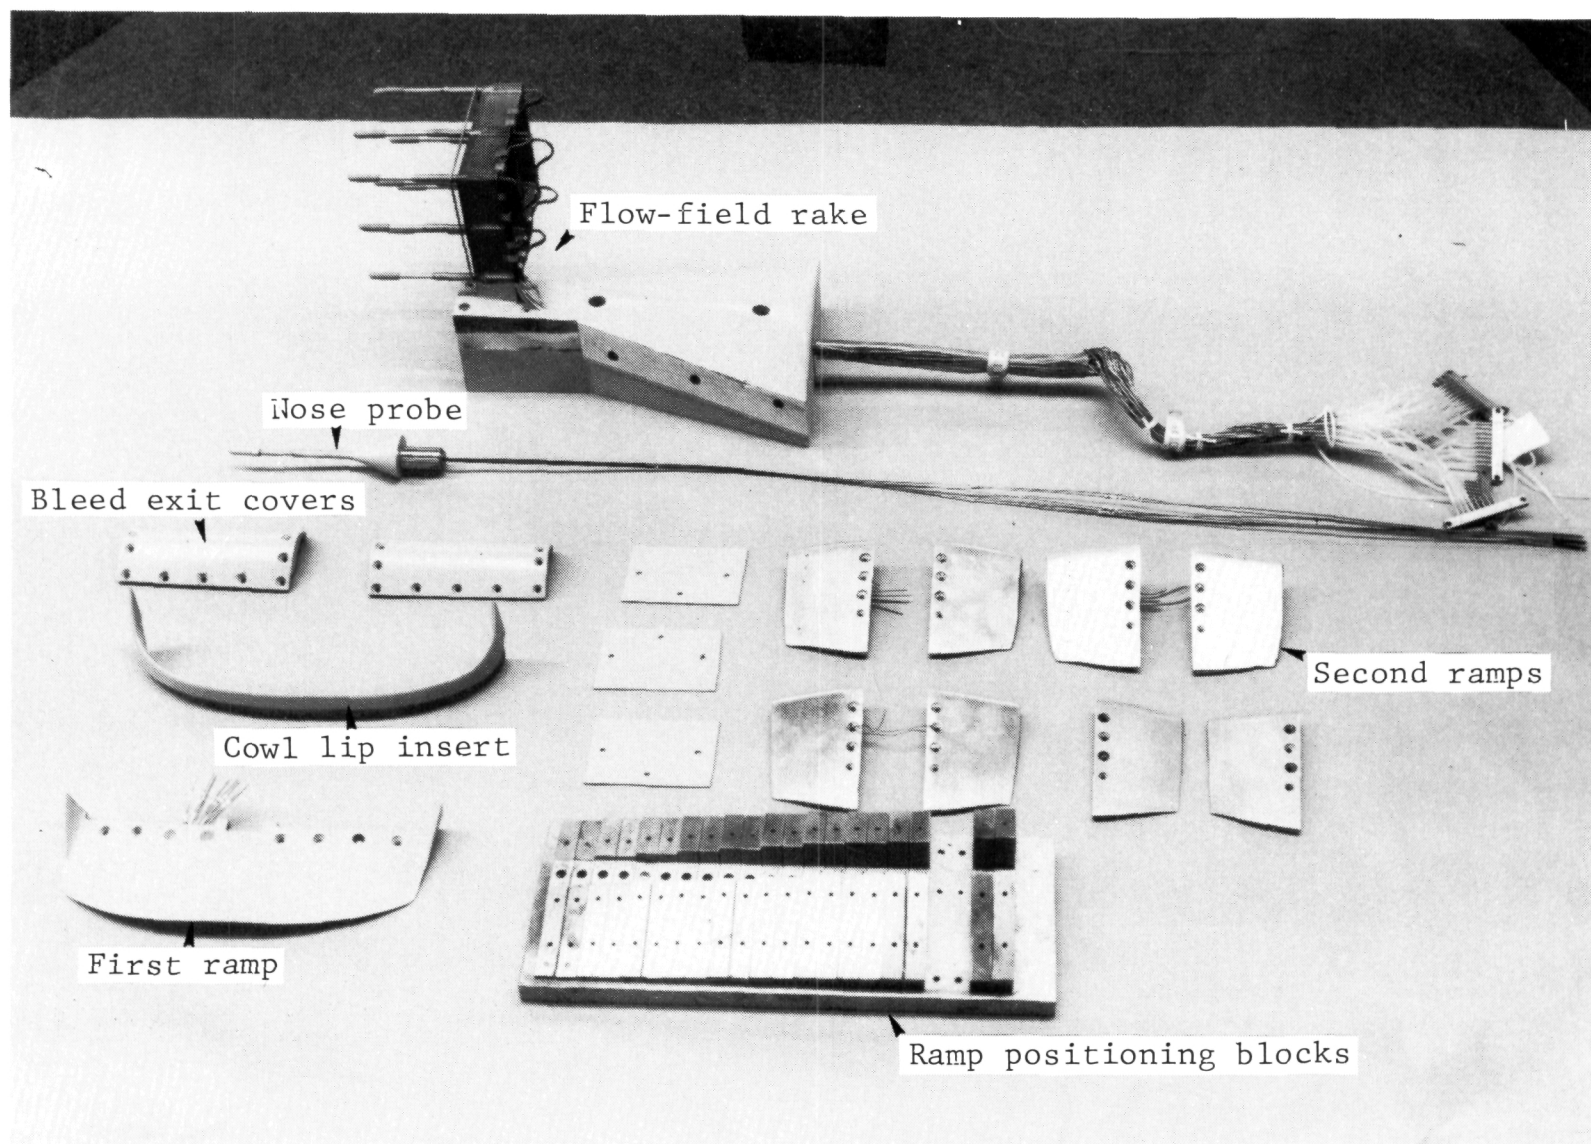 Flow-field rake
Nose probe
Bleed exit covers
Second ramps
Cowl lip insert
First ramp
Ramp positioning blocks